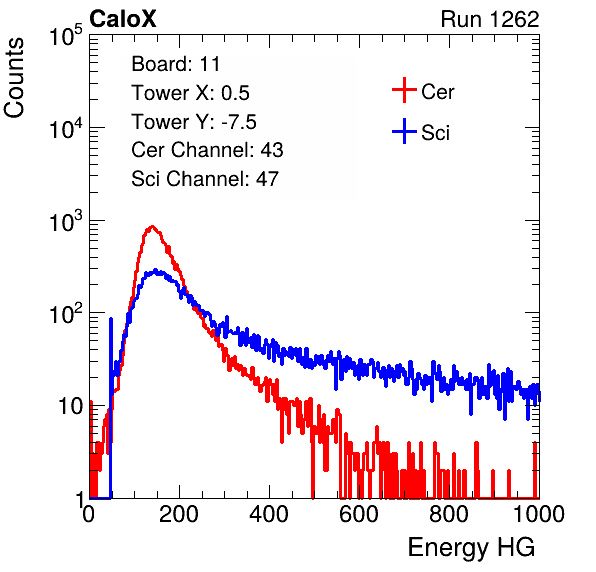 CaloX Run 1262
Counts
Board: 11
Tower X: 0.5
Tower Y: -7.5
Cer Channel: 43
Sci Channel: 47
Cer
Sci
10^5
10^4
10^3
10^2
10
1
0 200 400 600 800 1000
Energy HG